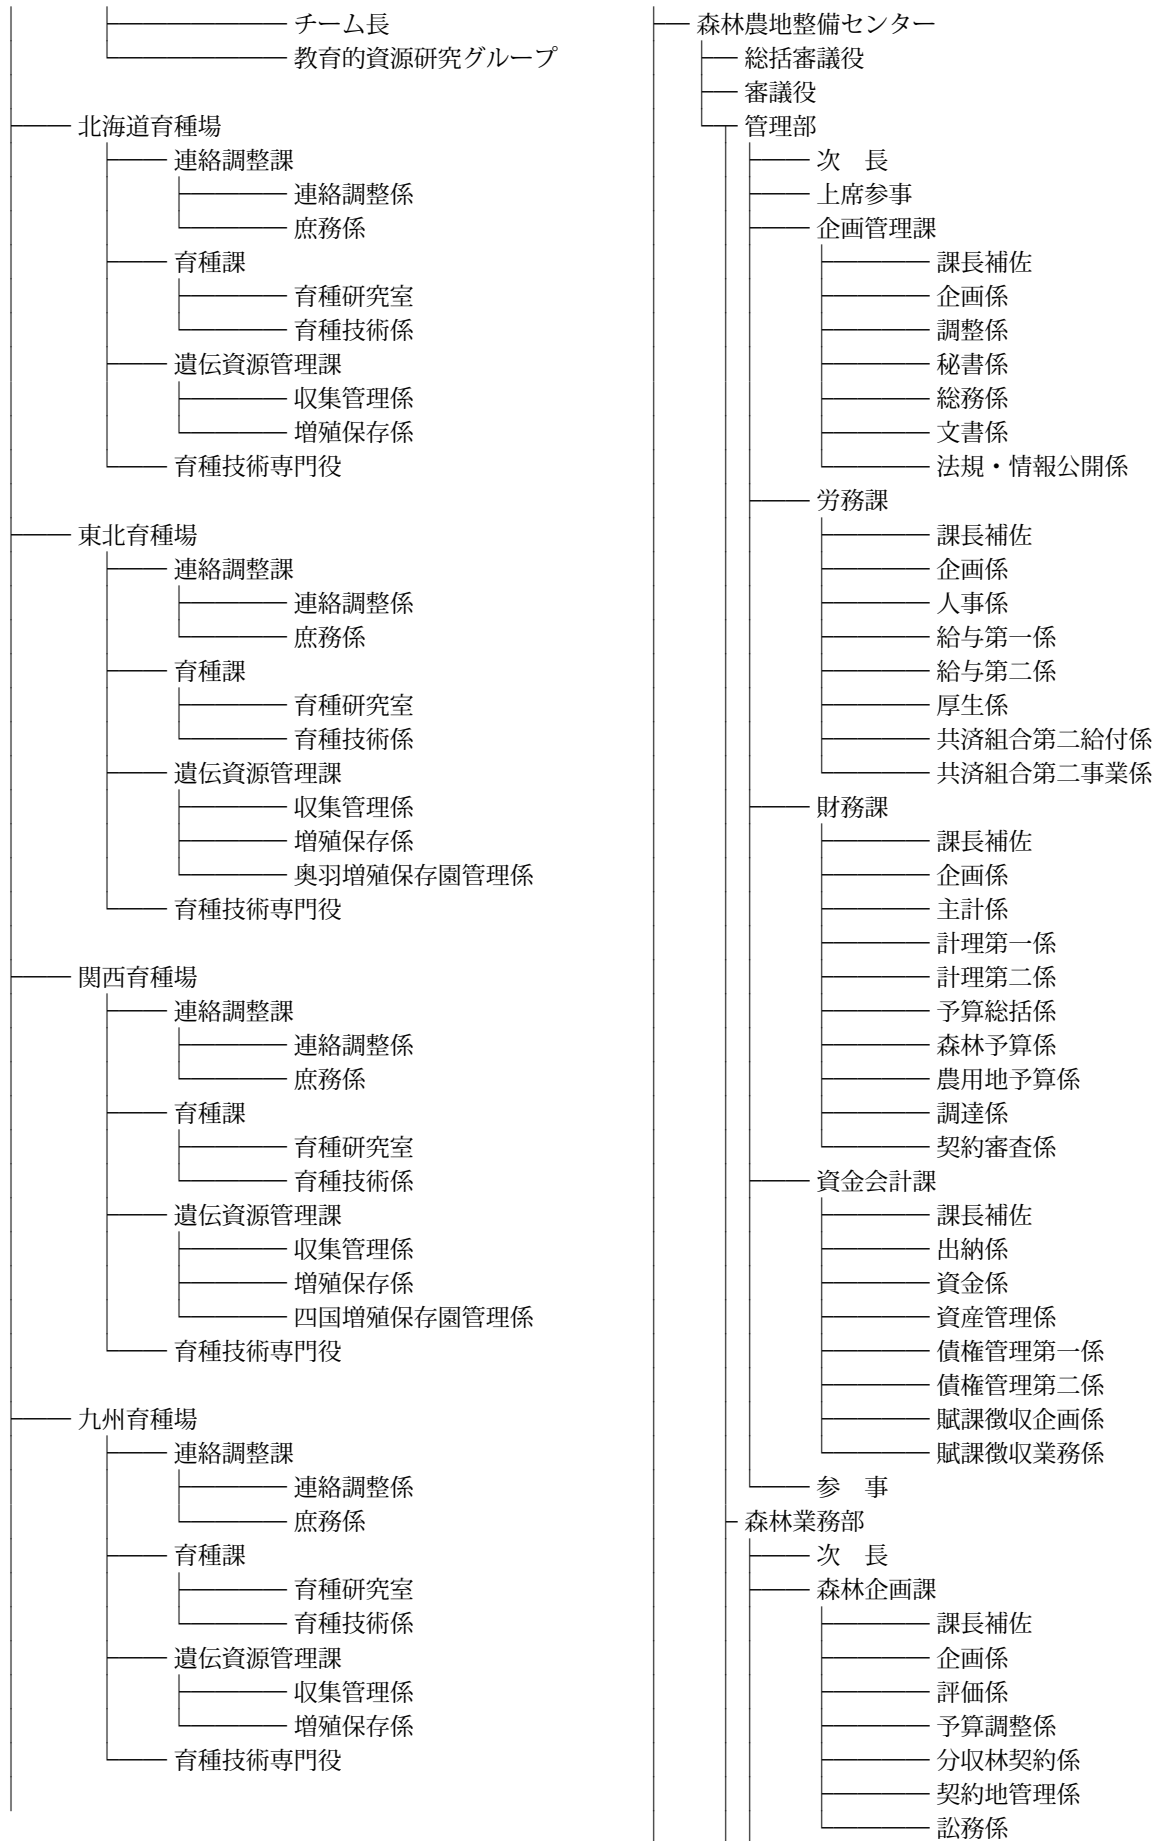 チーム長
教育的資源研究グループ
北海道育種場
連絡調整課
連絡調整係
庶務係
育種課
育種研究室
育種技術係
遺伝資源管理課
収集管理係
増殖保存係
育種技術専門役
東北育種場
連絡調整課
連絡調整係
庶務係
育種課
育種研究室
育種技術係
遺伝資源管理課
収集管理係
増殖保存係
奥羽増殖保存園管理係
育種技術専門役
関西育種場
連絡調整課
連絡調整係
庶務係
育種課
育種研究室
育種技術係
遺伝資源管理課
収集管理係
増殖保存係
四国増殖保存園管理係
育種技術専門役
九州育種場
連絡調整課
連絡調整係
庶務係
育種課
育種研究室
育種技術係
遺伝資源管理課
収集管理係
増殖保存係
育種技術専門役
森林農地整備センター
総括審議役
審議役
管理部
次　長
上席参事
企画管理課
課長補佐
企画係
調整係
秘書係
総務係
文書係
法規・情報公開係
労務課
課長補佐
企画係
人事係
給与第一係
給与第二係
厚生係
共済組合第二給付係
共済組合第二事業係
財務課
課長補佐
企画係
主計係
計理第一係
計理第二係
予算総括係
森林予算係
農用地予算係
調達係
契約審査係
資金会計課
課長補佐
出納係
資金係
資産管理係
債権管理第一係
債権管理第二係
賦課徴収企画係
賦課徴収業務係
参　事
森林業務部
次　長
森林企画課
課長補佐
企画係
評価係
予算調整係
分収林契約係
契約地管理係
訟務係